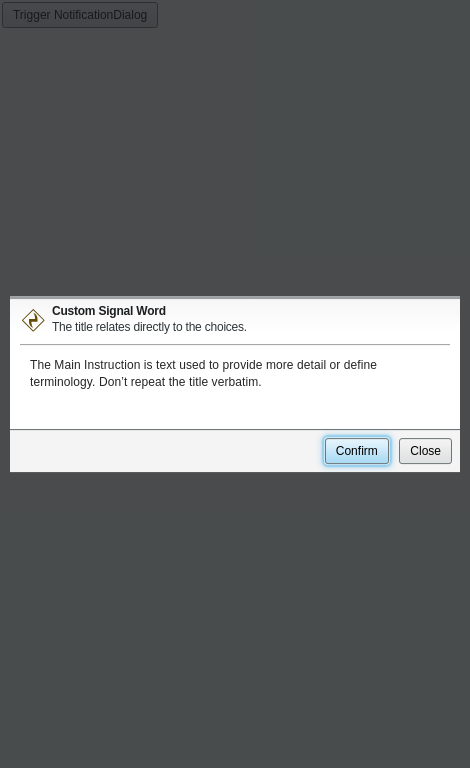 Trigger NotificationDialog
Custom Signal Word
The title relates directly to the choices.
The Main Instruction is text used to provide more detail or define
terminology. Don't repeat the title verbatim.
Confirm Close